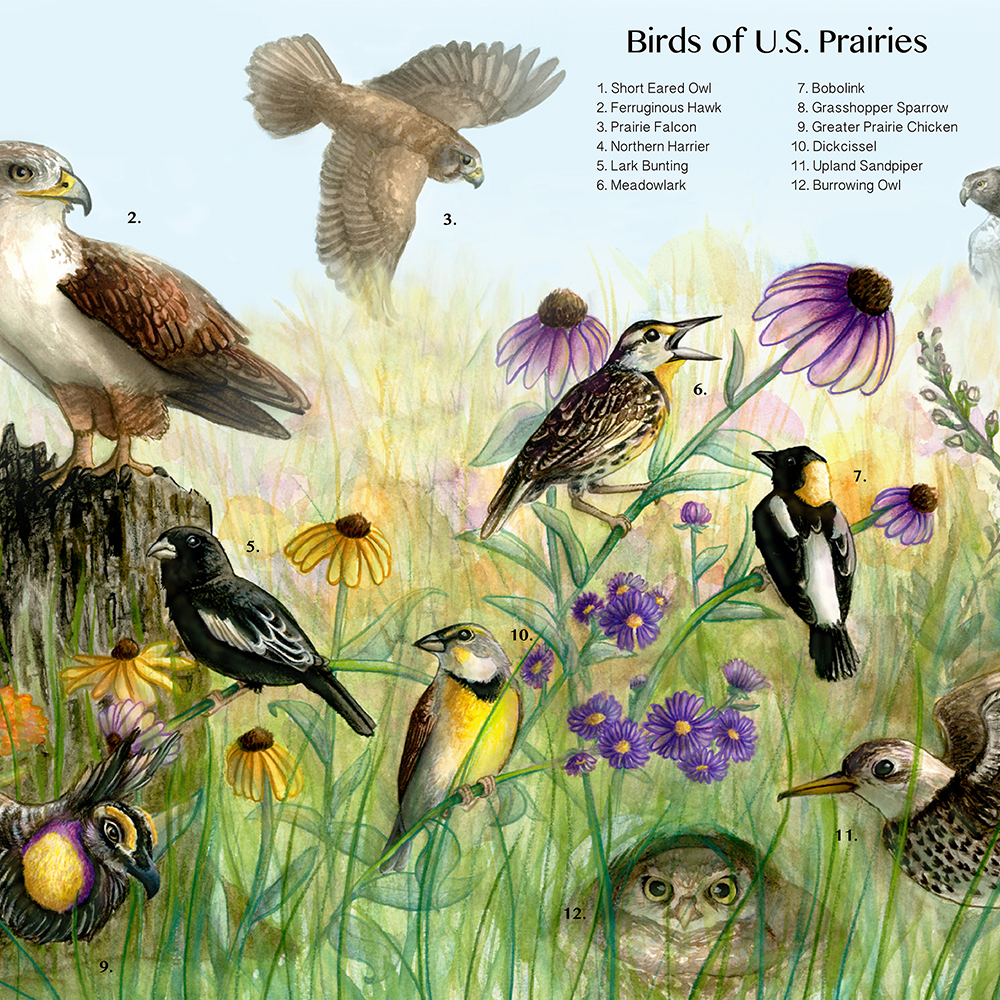 Birds of U.S. Prairies
1. Short Eared Owl
2. Ferruginous Hawk
3. Prairie Falcon
4. Northern Harrier
5. Lark Bunting
6. Meadowlark
7. Bobolink
8. Grasshopper Sparrow
9. Greater Prairie Chicken
10. Dickcissel
11. Upland Sandpiper
12. Burrowing Owl
2.
3.
6.
7.
5.
10.
11.
12.
9.